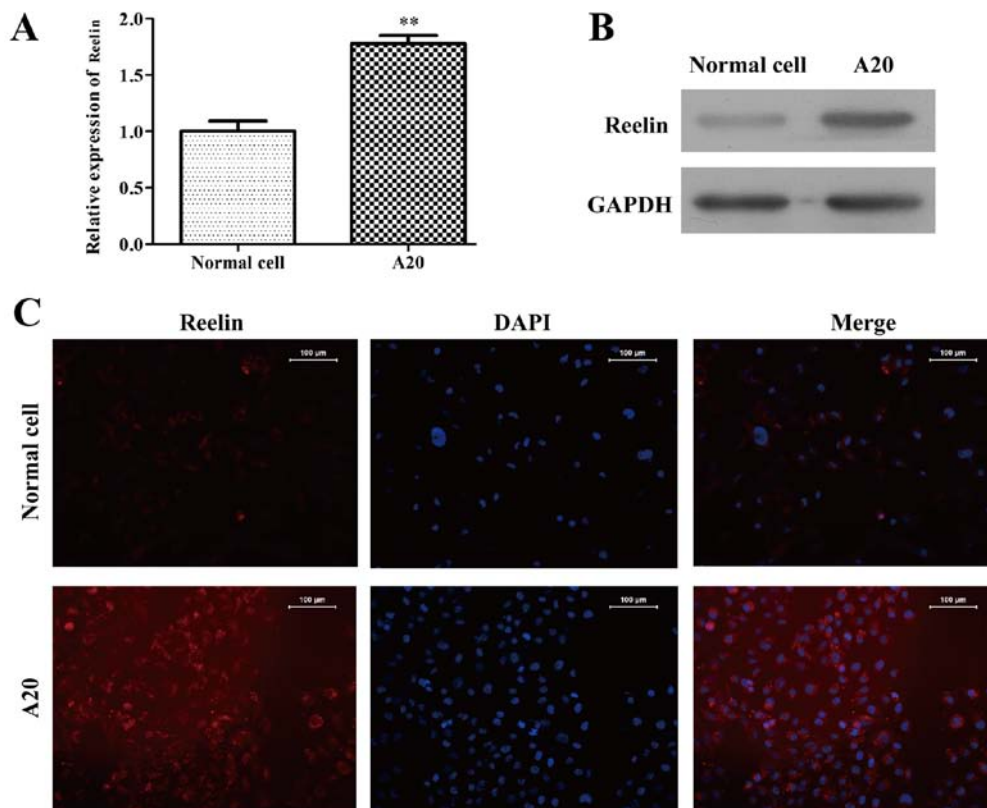 A
Relative expression of Reelin
2.0
**
1.5
1.0
0.5
0.0
Normal cell
A20
B
Normal cell A20
Reelin
GAPDH
C
Reelin DAPI Merge
Normal cell
100 μm 100 μm 100 μm
A20
100 μm 100 μm 100 μm